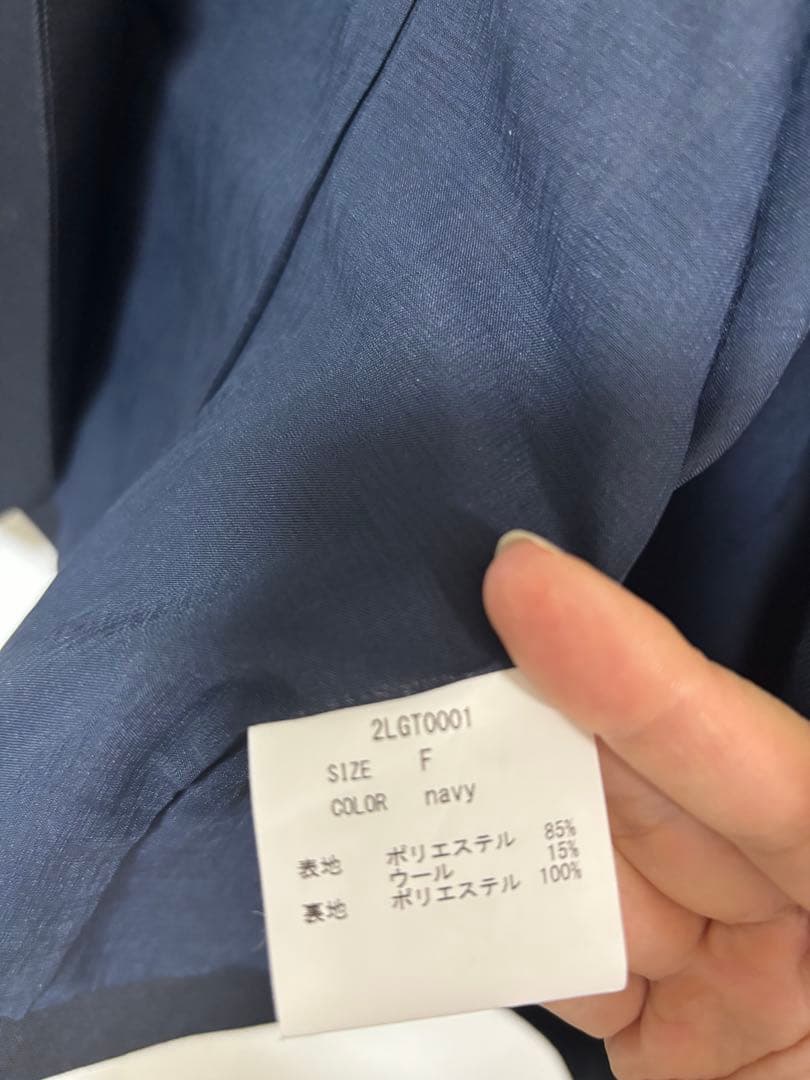 2LGT0001
SIZE F
COLOR navy
表地 ポリエステル 85%
ウール 15%
裏地 ポリエステル 100%